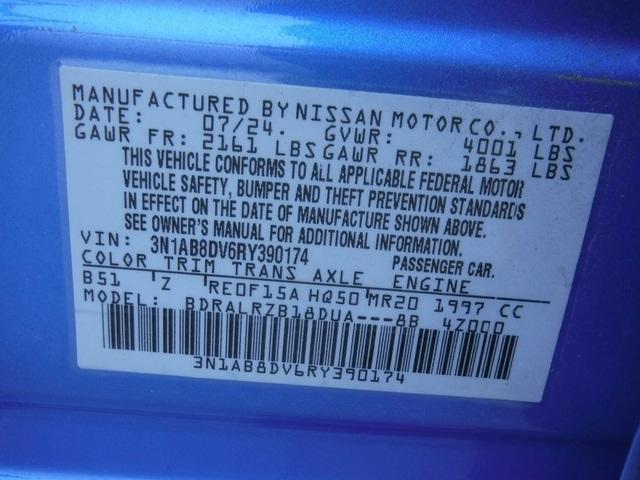 MANUFACTURED BY NISSAN MOTOR CO., LTD.
DATE: 07/24. GVWR: 4001 LBS
GAWR FR: 2161 LBS GAWR RR: 1863 LBS
THIS VEHICLE CONFORMS TO ALL APPLICABLE FEDERAL MOTOR
VEHICLE SAFETY, BUMPER AND THEFT PREVENTION STANDARDS
IN EFFECT ON THE DATE OF MANUFACTURE SHOWN ABOVE.
SEE OWNER'S MANUAL FOR ADDITIONAL INFORMATION.
VIN: 3N1AB8DV6RY390174 PASSENGER CAR.
COLOR TRIM TRANS AXLE ENGINE
B51 Z RE0F15A HQ50 MR20 1997 CC
MODEL: BDRALRZB18DUA---8B 4Z000
3N1AB8DV6RY390174